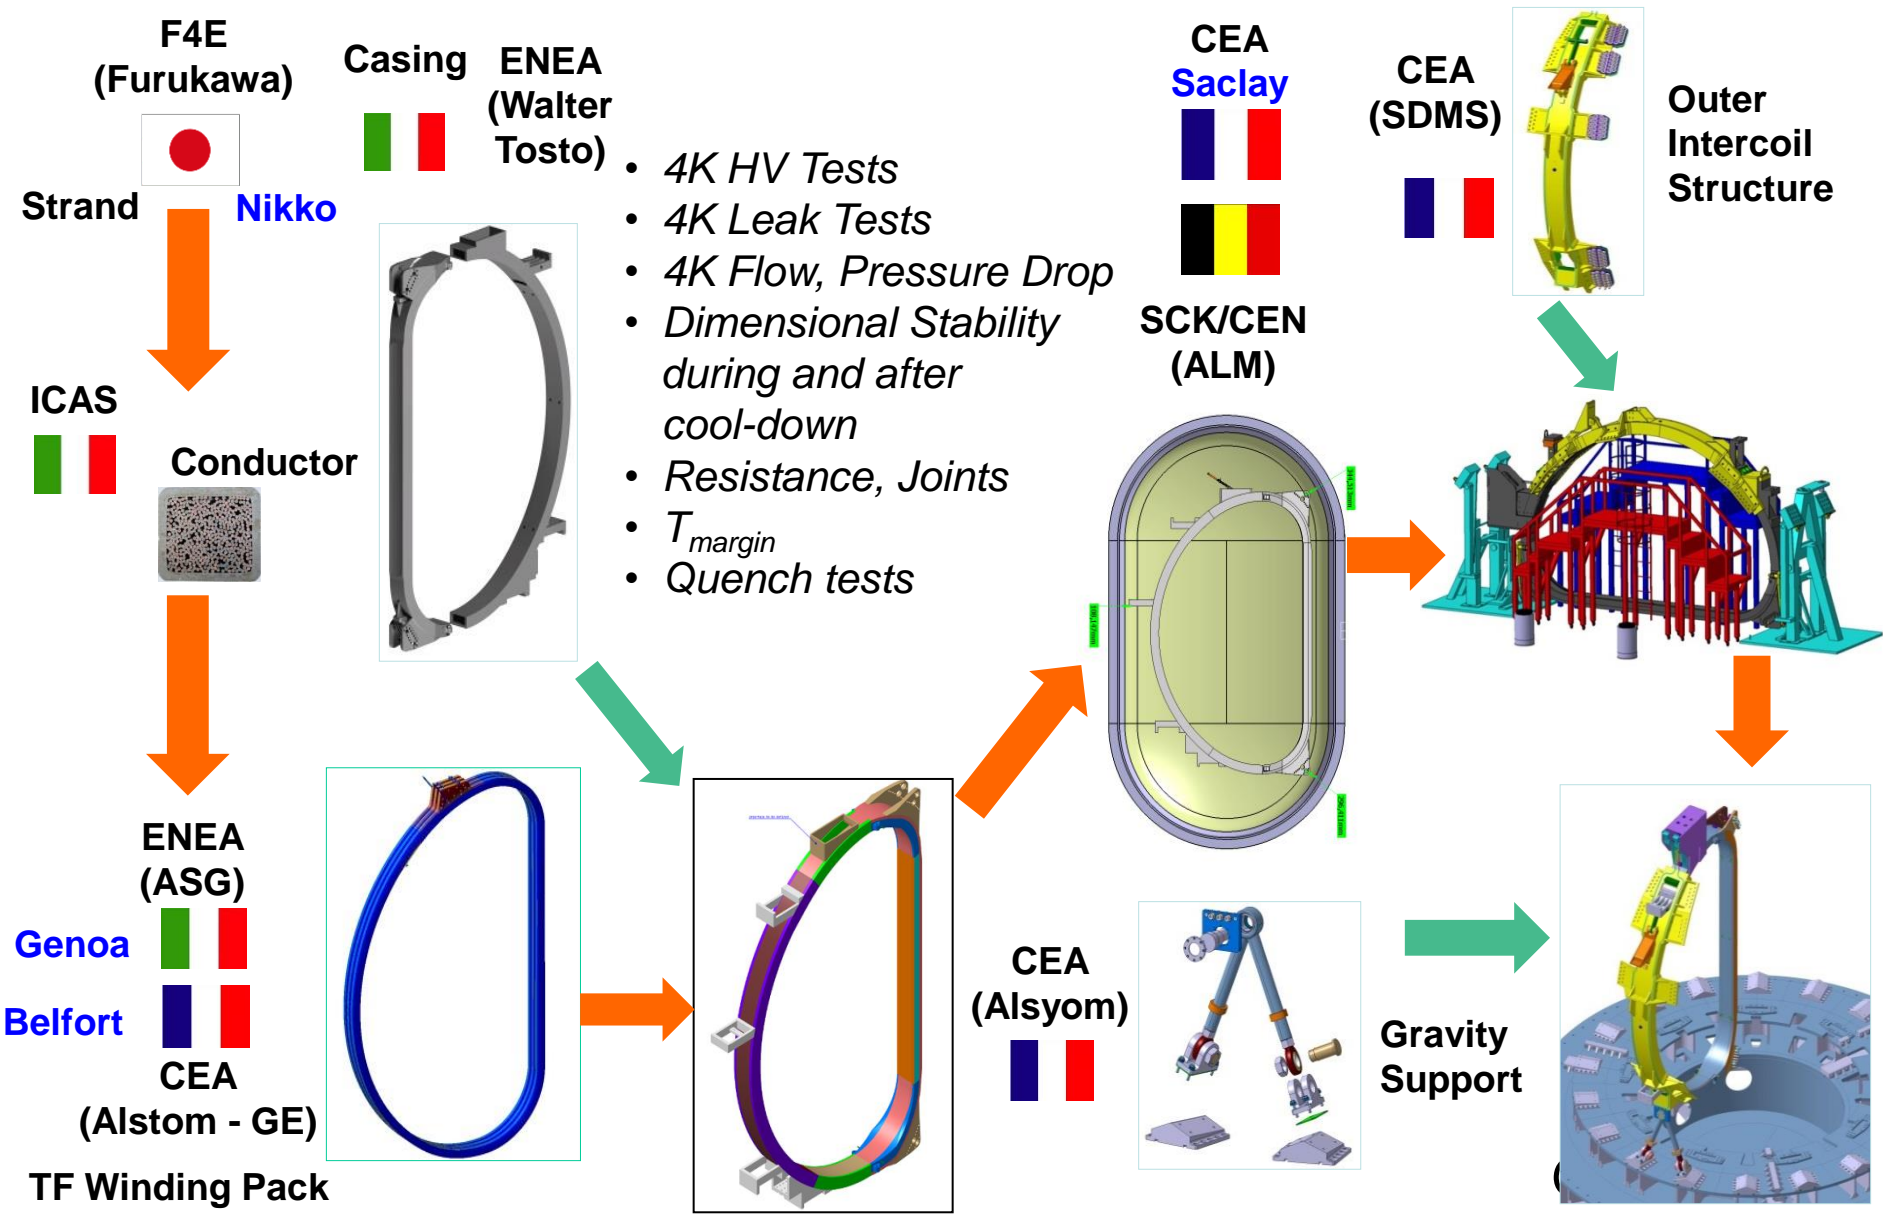 F4E
(Furukawa)
Strand
Nikko
Casing
ENEA
(Walter
Tosto)
• 4K HV Tests
• 4K Leak Tests
• 4K Flow, Pressure Drop
• Dimensional Stability
during and after
cool-down
• Resistance, Joints
• Tmargin
• Quench tests
CEA
Saclay
SCK/CEN
(ALM)
CEA
(SDMS)
Outer
Intercoil
Structure
ICAS
Conductor
ENEA
(ASG)
Genoa
Belfort
CEA
(Alstom - GE)
TF Winding Pack
CEA
(Alsyom)
Gravity
Support
(